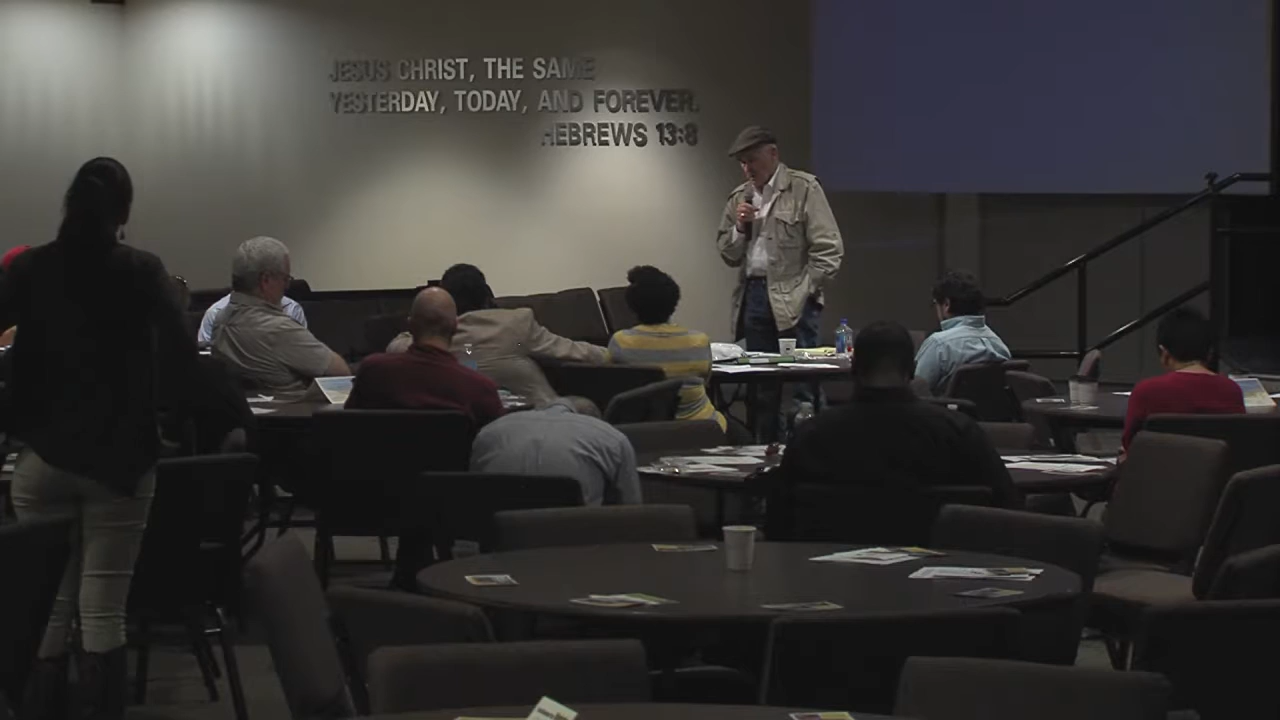 JESUS CHRIST, THE SAME
YESTERDAY, TODAY, AND FOREVER.
HEBREWS 13:8